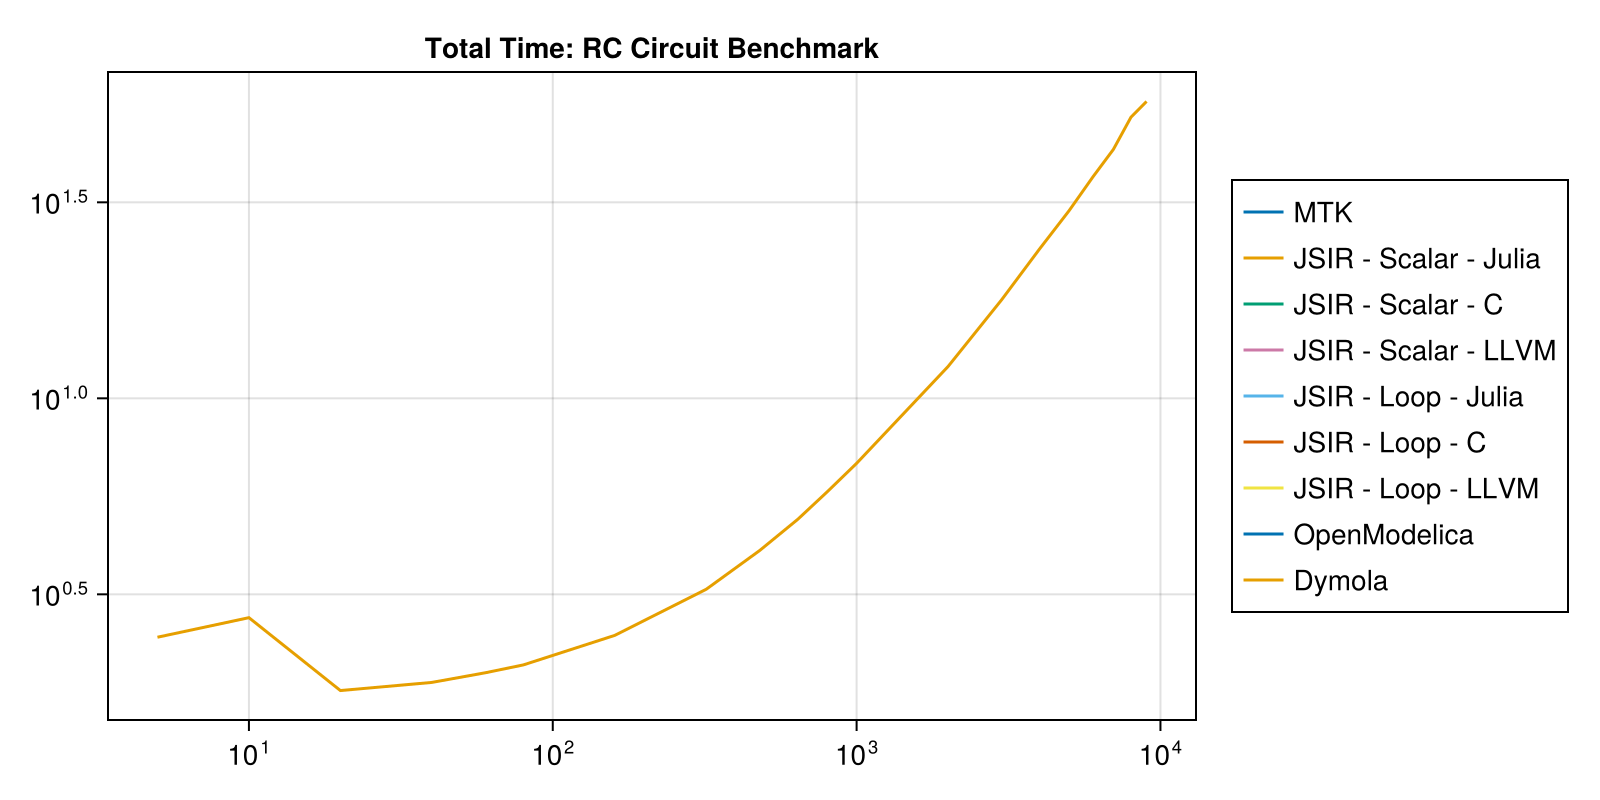 Total Time: RC Circuit Benchmark
10^1.5
10^1.0
10^0.5
10^1 10^2 10^3 10^4
MTK
JSIR - Scalar - Julia
JSIR - Scalar - C
JSIR - Scalar - LLVM
JSIR - Loop - Julia
JSIR - Loop - C
JSIR - Loop - LLVM
OpenModelica
Dymola